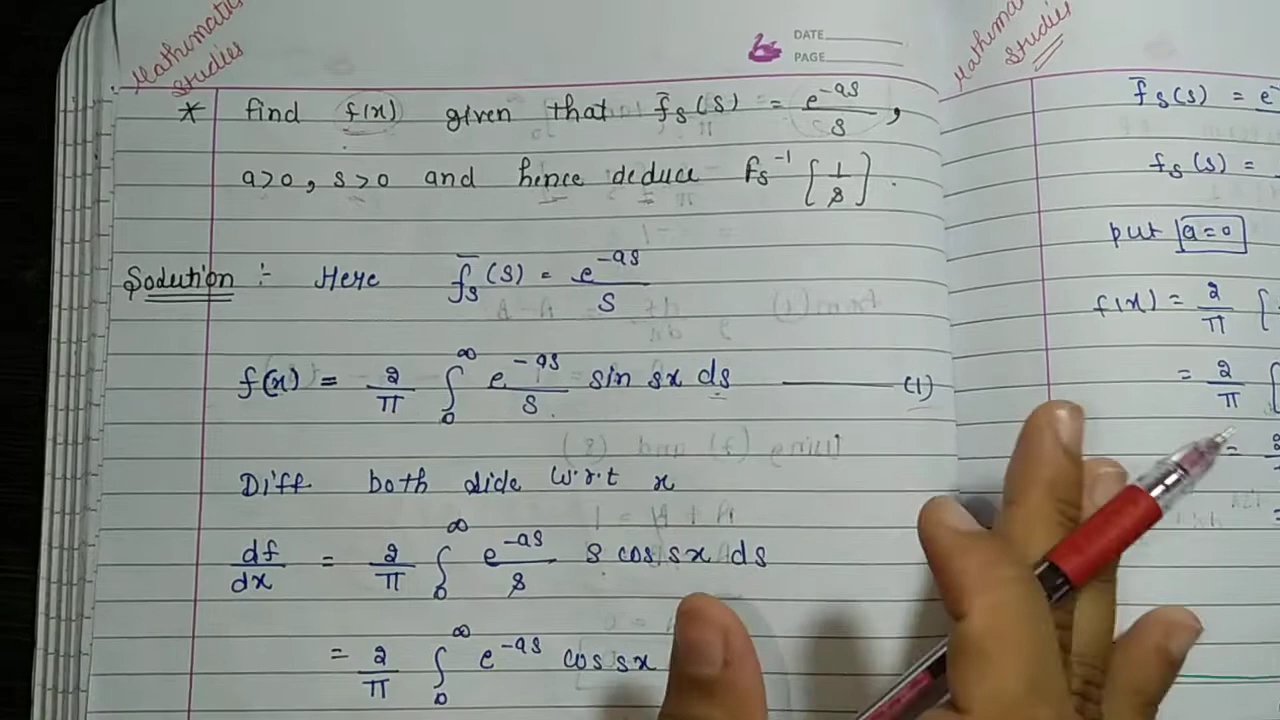 Mathematics
Studies
DATE
PAGE
* find f(x) given that f̄s(s) = e^-as / s ,
a>0, s>0 and hence deduce fs^-1 [1/s].
Solution :- Here f̄s(s) = e^-as / s
f(x) = 2/π ∫0^∞ e^-as / s sin sx ds —— (1)
Diff both side w.r.t x
df/dx = 2/π ∫0^∞ e^-as / s s cos sx ds
= 2/π ∫0^∞ e^-as cos sx
Studies
f̄s(s) = e
fs(s) =
put a=0
f(x) = 2/π
= 2/π
=